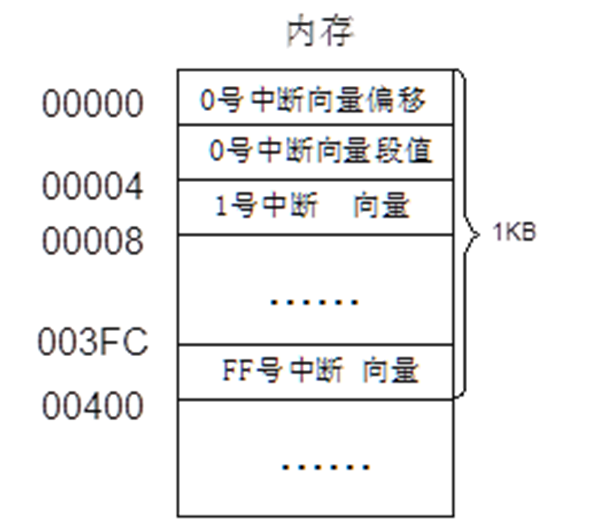 内存
00000
0号中断向量偏移
0号中断向量段值
00004
1号中断 向量
00008
1KB
......
003FC
FF号中断 向量
00400
......